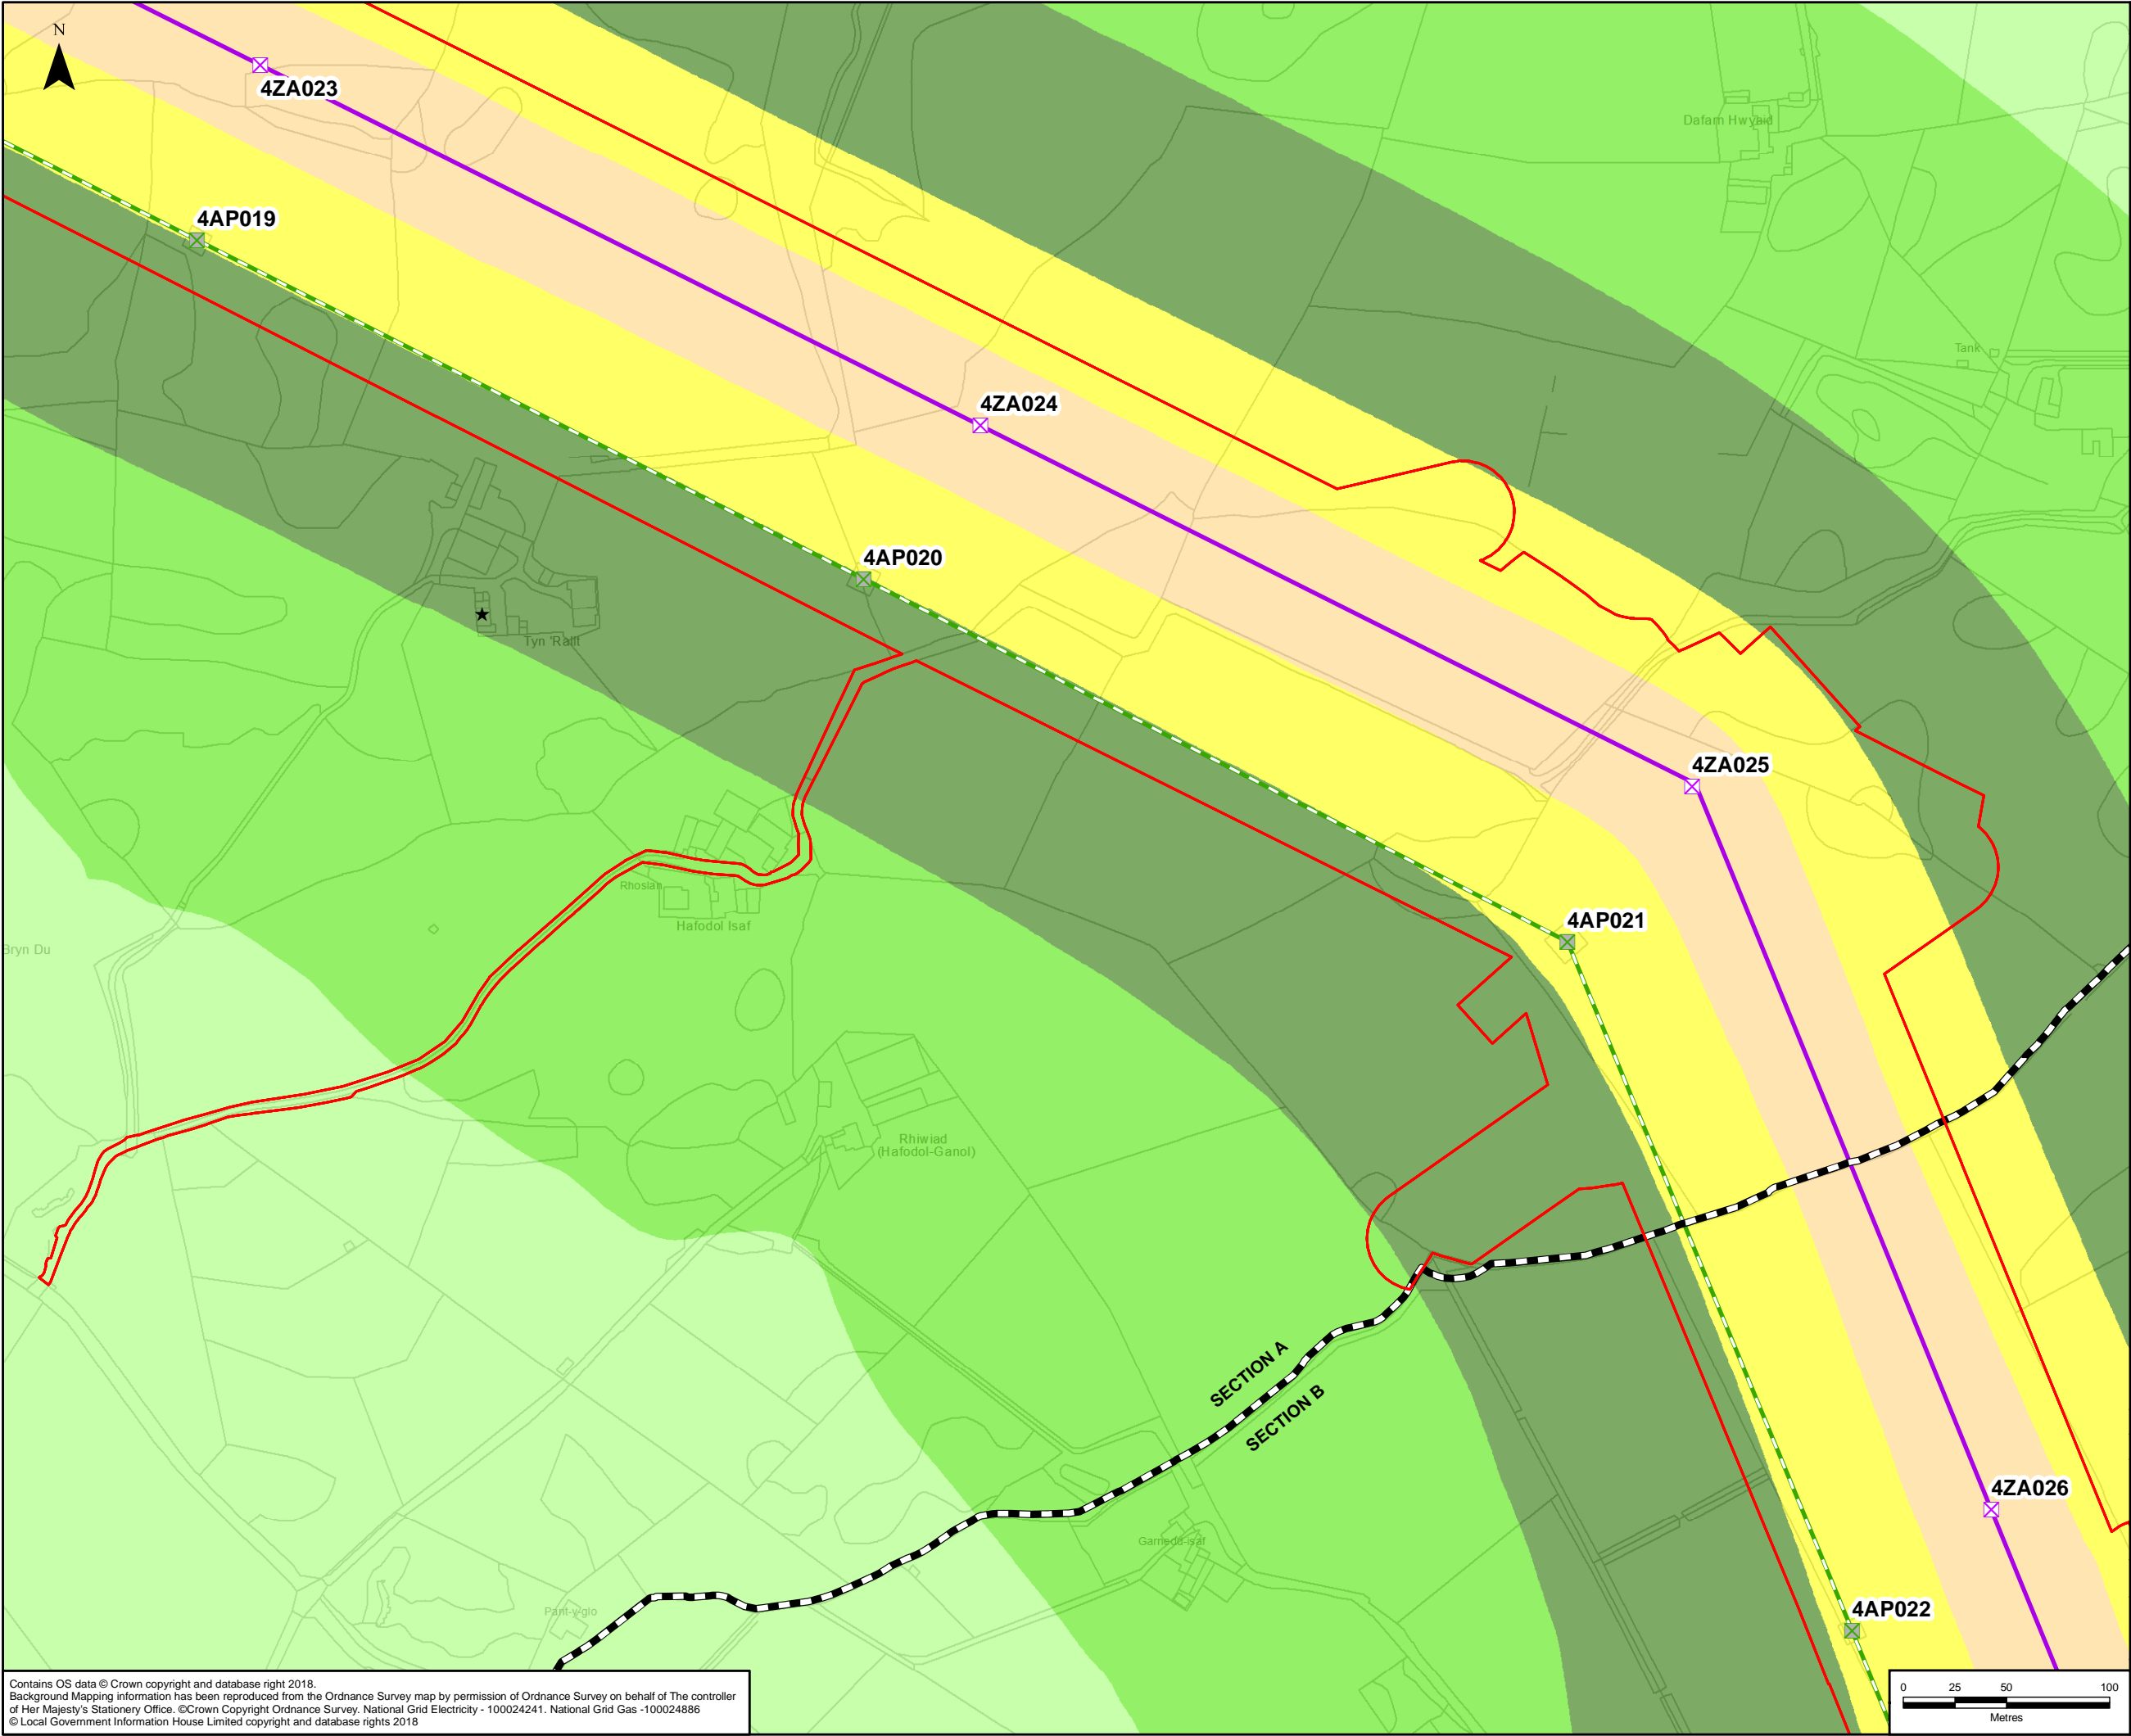 N
4ZA023
Dafarn Hwyaid
4AP019
Tank
4ZA024
4AP020
Tyn 'Rallt
4ZA025
Rhoslan
Hafodol Isaf
4AP021
Bryn Du
Rhiwiad
(Hafodol-Ganol)
SECTION A
SECTION B
4ZA026
Garnedd-isaf
4AP022
Pant-y-glo
Contains OS data © Crown copyright and database right 2018.
Background Mapping information has been reproduced from the Ordnance Survey map by permission of Ordnance Survey on behalf of The controller
of Her Majesty's Stationery Office. ©Crown Copyright Ordnance Survey. National Grid Electricity - 100024241. National Grid Gas -100024886
© Local Government Information House Limited copyright and database rights 2018
0 25 50 100
Metres